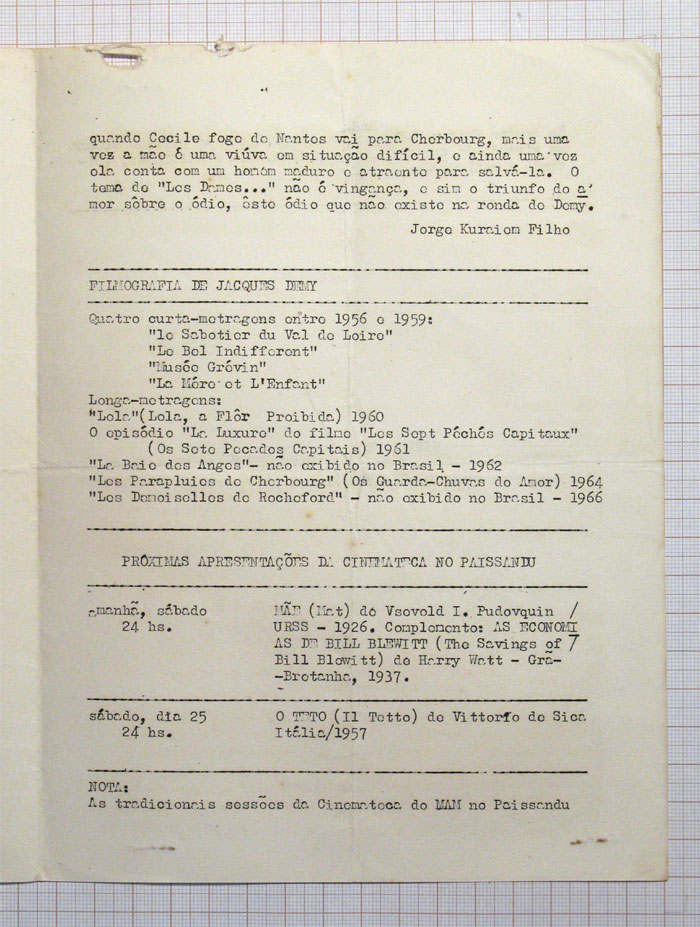 quando Cecile foge de Nantes vai para Cherbourg, mais uma
vez a mãe é uma viúva em situação difícil, e ainda uma vez
ela conta com um homem maduro e atraente para salvá-la. O
tema de "Les Dames..." não é vingança, e sim o triunfo do a'
mor sôbre o ódio, êste ódio que não existe na ronda de Demy.
Jorge Kuraiem Filho
FILMOGRAFIA DE JACQUES DEMY
Quatro curta-metragens entre 1956 e 1959:
"le Sabotier du Val de Loire"
"Le Bel Indifferent"
"Musée Grévin"
"La Mére et L'Enfant"
Longa-metragens:
"Lola"(Lola, a Flôr Proibida) 1960
O episódio "La Luxure" do filme "Les Sept Péchés Capitaux"
(Os Sete Pecados Capitais) 1961
"La Baie des Anges"- não exibido no Brasil - 1962
"Les Parapluies de Cherbourg" (Os Guarda-Chuvas do Amor) 1964
"Les Demoiselles de Rocheford" - não exibido no Brasil - 1966
PRÓXIMAS APRESENTAÇÕES DA CINEMATECA NO PAISSANDU
amanhã, sábado
24 hs.
MÃE (Mat) de Vsevold I. Pudovquin /
URSS - 1926. Complemento: AS ECONOMI
AS DE BILL BLEWITT (The Savings of /
Bill Blewitt) de Harry Watt - Grã-
-Bretanha, 1937.
sábado, dia 25
24 hs.
O TETO (Il Tetto) de Vittorio de Sica
Itália/1957
NOTA:
As tradicionais sessões da Cinemateca do MAM no Paissandu